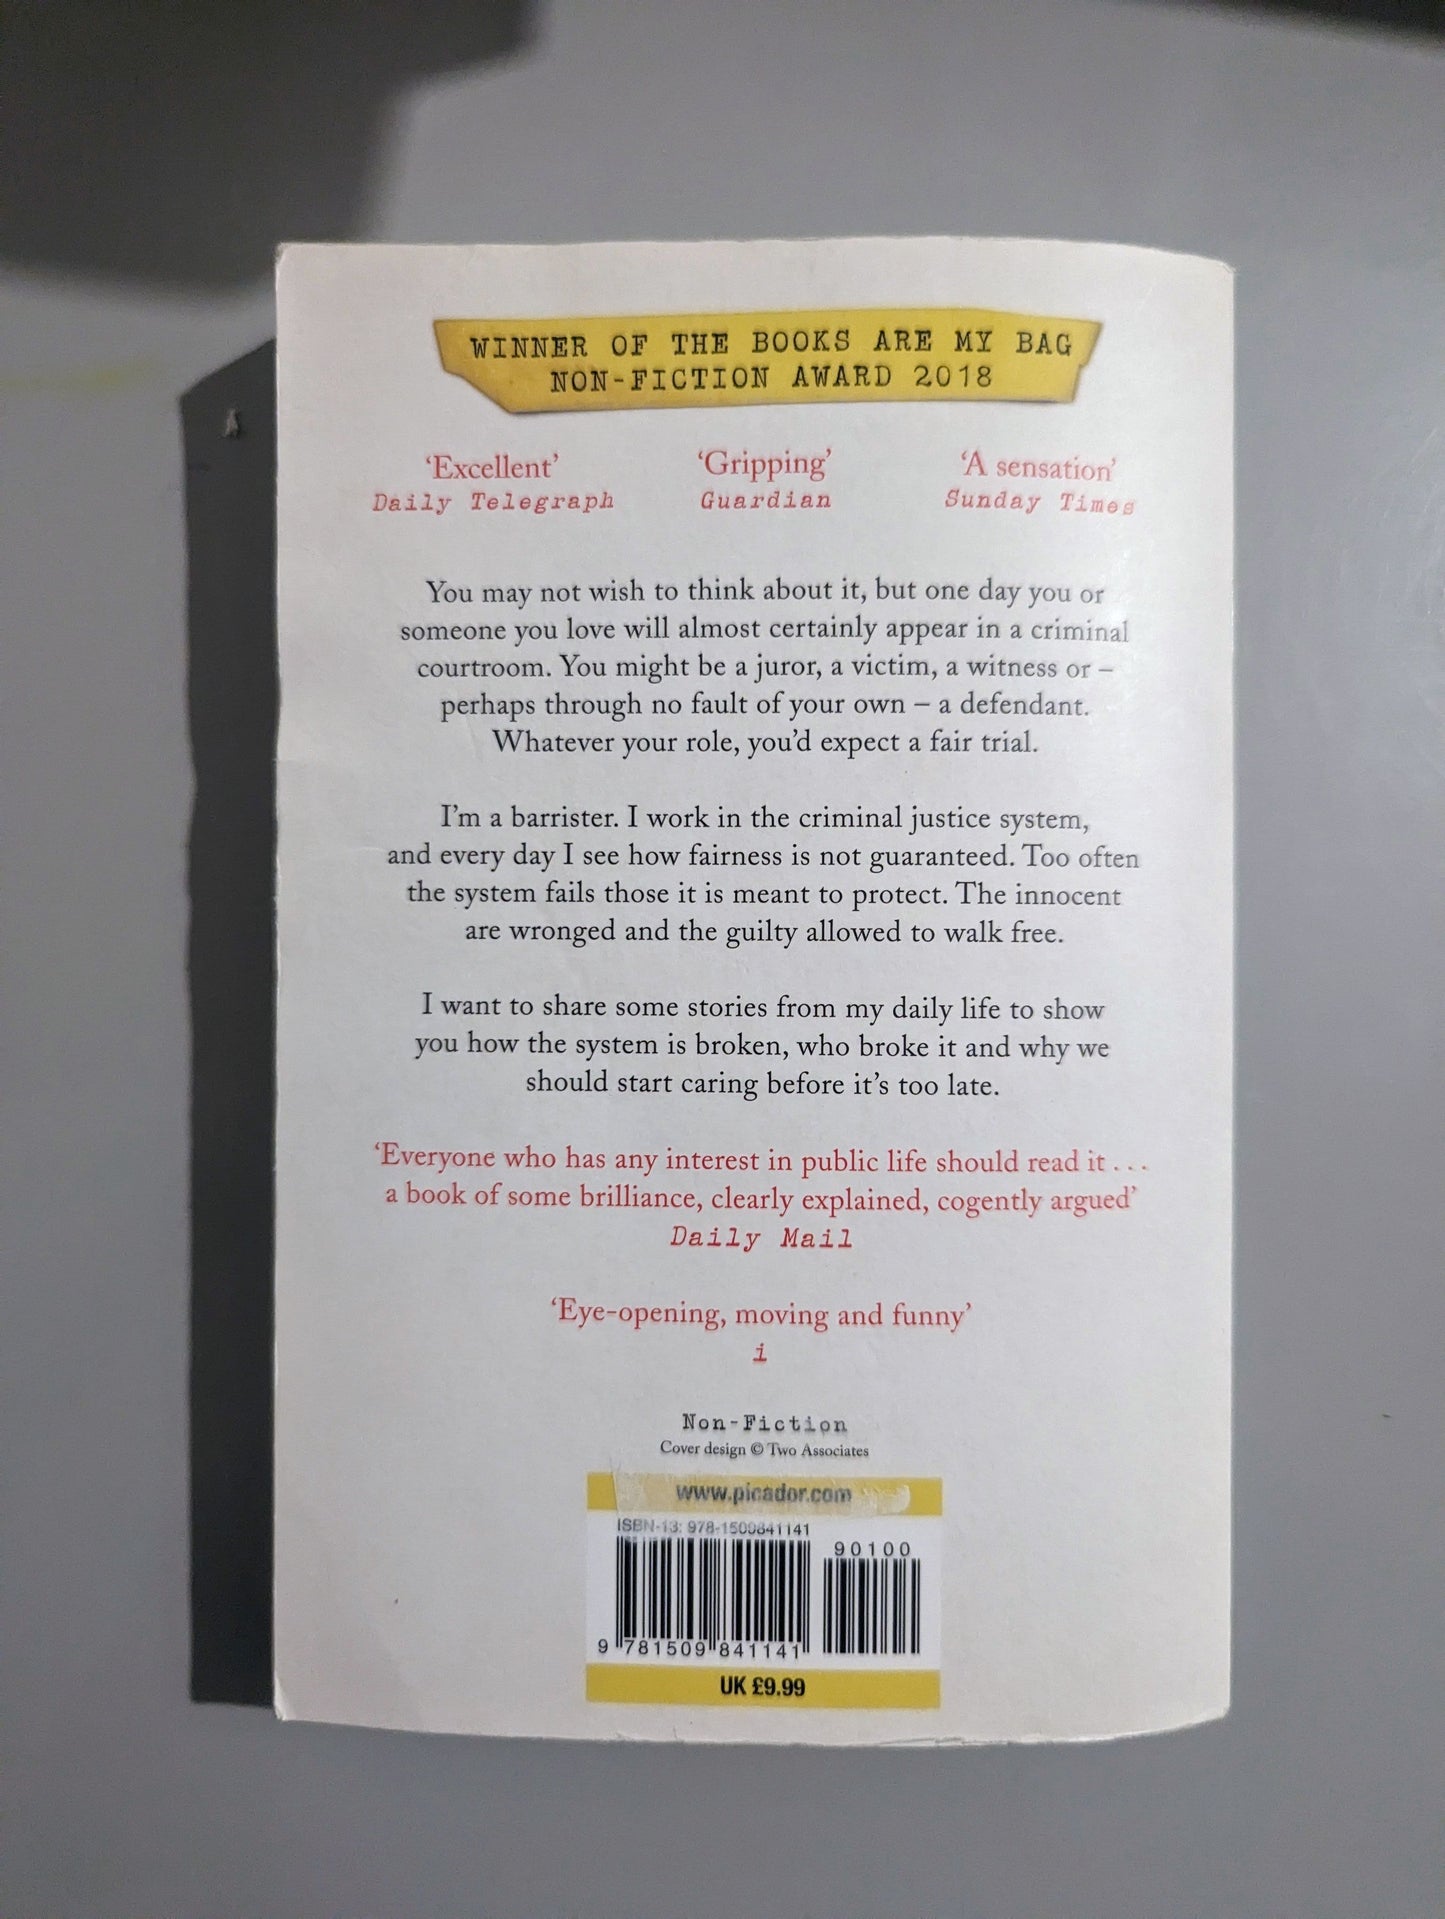 WINNER OF THE BOOKS ARE MY BAG
NON-FICTION AWARD 2018
‘Excellent’
Daily Telegraph
‘Gripping’
Guardian
‘A sensation’
Sunday Times
You may not wish to think about it, but one day you or
someone you love will almost certainly appear in a criminal
courtroom. You might be a juror, a victim, a witness or –
perhaps through no fault of your own – a defendant.
Whatever your role, you’d expect a fair trial.
I’m a barrister. I work in the criminal justice system,
and every day I see how fairness is not guaranteed. Too often
the system fails those it is meant to protect. The innocent
are wronged and the guilty allowed to walk free.
I want to share some stories from my daily life to show
you how the system is broken, who broke it and why we
should start caring before it’s too late.
‘Everyone who has any interest in public life should read it . . .
a book of some brilliance, clearly explained, cogently argued’
Daily Mail
‘Eye-opening, moving and funny’
i
Non-Fiction
Cover design © Two Associates
www.picador.com
ISBN-13: 978-1509841141
90100
9 781509 841141
UK £9.99